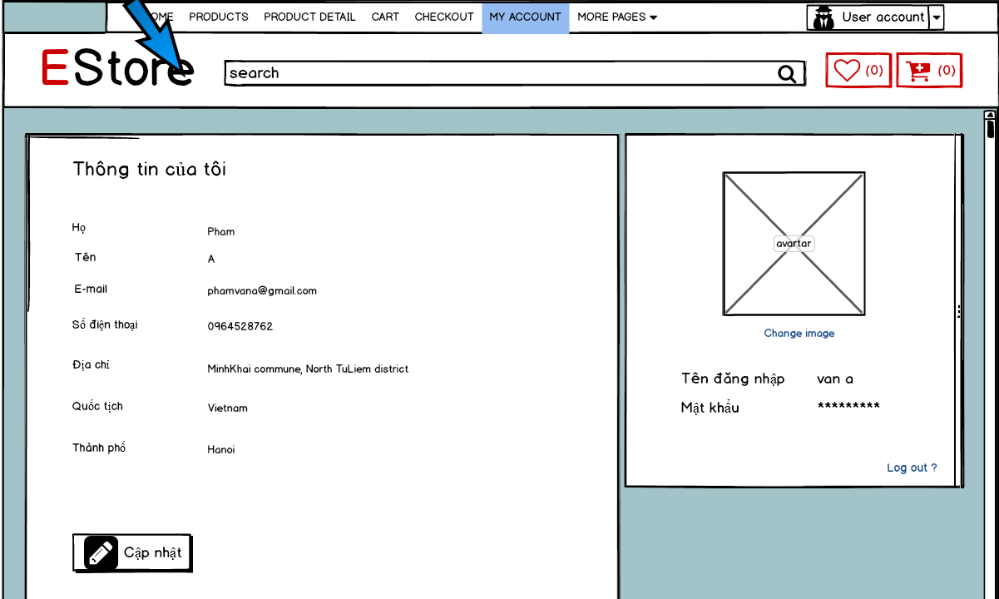 OME PRODUCTS PRODUCT DETAIL CART CHECKOUT MY ACCOUNT MORE PAGES User account
EStore search (0) (0)
Thông tin của tôi
Họ Pham
Tên A
E-mail phamvana@gmail.com
Số điện thoại 0964528762
Địa chỉ MinhKhai commune, North TuLiem district
Quốc tịch Vietnam
Thành phố Hanoi
Cập nhật
avartar
Change image
Tên đăng nhập van a
Mật khẩu *********
Log out ?